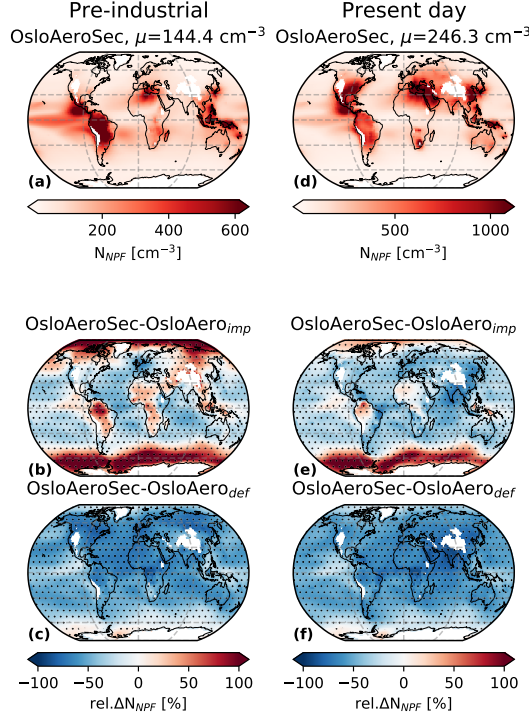 Pre-industrial
Present day
OsloAeroSec, μ=144.4 cm⁻³
OsloAeroSec, μ=246.3 cm⁻³
(a)
(d)
200 400 600
500 1000
N_NPF [cm⁻³]
N_NPF [cm⁻³]
OsloAeroSec-OsloAero_imp
OsloAeroSec-OsloAero_imp
(b)
(e)
OsloAeroSec-OsloAero_def
OsloAeroSec-OsloAero_def
(c)
(f)
−100 −50 0 50 100
−100 −50 0 50 100
rel.ΔN_NPF [%]
rel.ΔN_NPF [%]